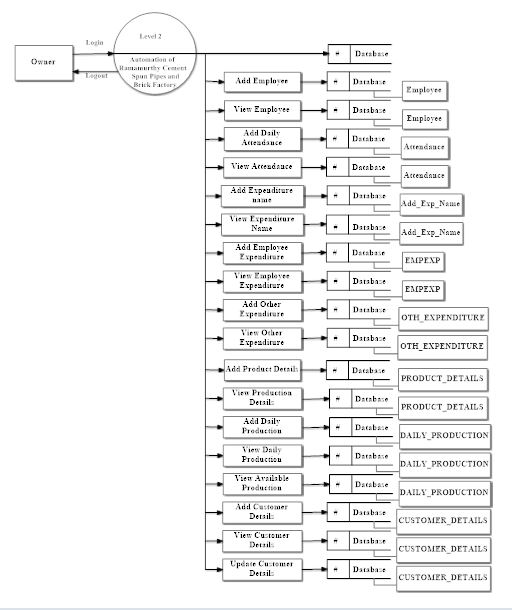 Login
Level 2
Owner
Automation of
Ramamurthy Cement
Spun Pipes and
Brick Factory
Logout
# Database
Add Employee # Database
Employee
View Employee # Database
Employee
Add Daily
Attendance # Database
Attendance
View Attendance # Database
Attendance
Add Expenditure
name # Database
Add_Exp_Name
View Expenditure
Name # Database
Add_Exp_Name
Add Employee
Expenditure # Database
EMPEXP
View Employee
Expenditure # Database
EMPEXP
Add Other
Expenditure # Database
OTH_EXPENDITURE
View Other
Expenditure # Database
OTH_EXPENDITURE
Add Product Details # Database
PRODUCT_DETAILS
View Production
Details # Database
PRODUCT_DETAILS
Add Daily
Production # Database
DAILY_PRODUCTION
View Daily
Production # Database
DAILY_PRODUCTION
View Available
Production # Database
DAILY_PRODUCTION
Add Customer
Details # Database
CUSTOMER_DETAILS
View Customer
Details # Database
CUSTOMER_DETAILS
Update Customer
Details # Database
CUSTOMER_DETAILS